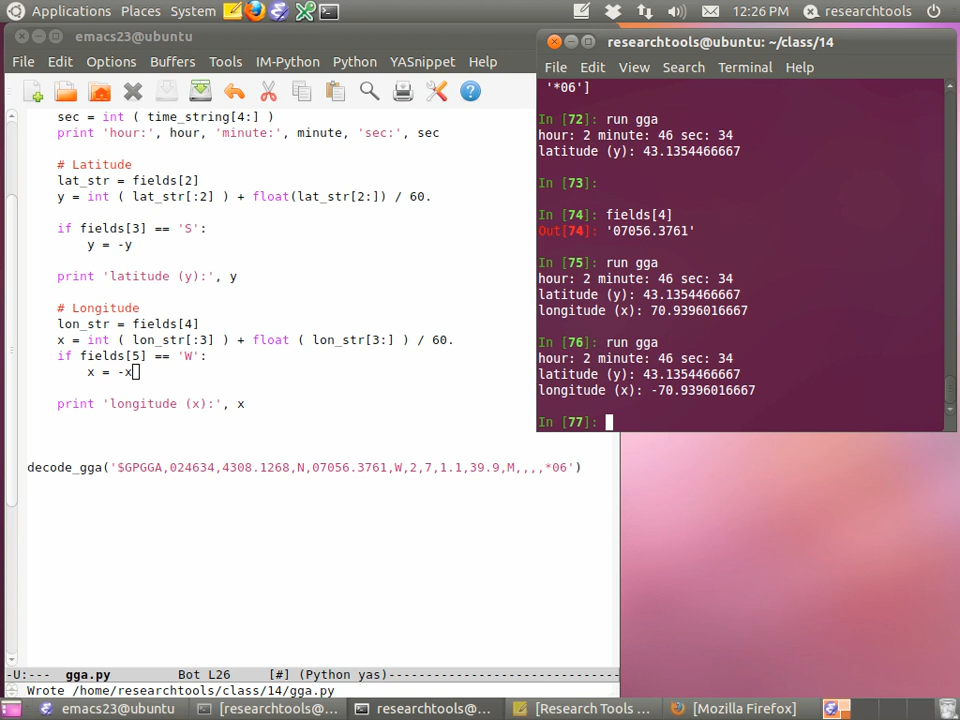 Applications Places System 12:26 PM researchtools
emacs23@ubuntu
File Edit Options Buffers Tools IM-Python Python YASnippet Help
sec = int ( time_string[4:] )
print 'hour:', hour, 'minute:', minute, 'sec:', sec
# Latitude
lat_str = fields[2]
y = int ( lat_str[:2] ) + float(lat_str[2:]) / 60.
if fields[3] == 'S':
y = -y
print 'latitude (y):', y
# Longitude
lon_str = fields[4]
x = int ( lon_str[:3] ) + float ( lon_str[3:] ) / 60.
if fields[5] == 'W':
x = -x
print 'longitude (x):', x
decode_gga('$GPGGA,024634,4308.1268,N,07056.3761,W,2,7,1.1,39.9,M,,,,*06')
-U:--- gga.py Bot L26 [#] (Python yas)-----------------------------
Wrote /home/researchtools/class/14/gga.py
researchtools@ubuntu: ~/class/14
File Edit View Search Terminal Help
'*06']
In [72]: run gga
hour: 2 minute: 46 sec: 34
latitude (y): 43.1354466667
In [73]:
In [74]: fields[4]
Out[74]: '07056.3761'
In [75]: run gga
hour: 2 minute: 46 sec: 34
latitude (y): 43.1354466667
longitude (x): 70.9396016667
In [76]: run gga
hour: 2 minute: 46 sec: 34
latitude (y): 43.1354466667
longitude (x): -70.9396016667
In [77]:
emacs23@ubuntu [researchtools@... researchtools@... [Research Tools ... [Mozilla Firefox]